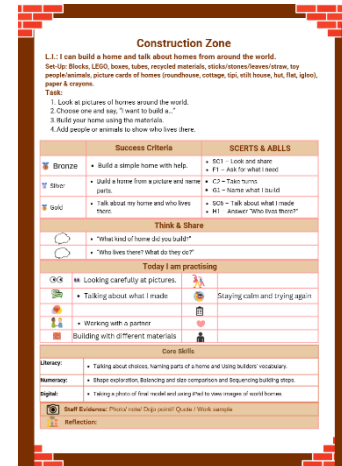 Construction Zone
L.I.: I can build a home and talk about homes from around the world.
Set-Up: Blocks, LEGO, boxes, tubes, recycled materials, sticks/stones/leaves/straw, toy
people/animals, picture cards of homes (roundhouse, cottage, tipi, stilt house, hut, flat, igloo),
paper & crayons.
Task:
1. Look at pictures of homes around the world.
2. Choose one and say, "I want to build a..."
3. Build your home using the materials.
4. Add people or animals to show who lives there.
Success Criteria
SCERTS & ABLLS
Bronze
• Build a simple home with help.
• SC1 – Look and share
• F1 – Ask for what I need
Silver
• Build a home from a picture and name
parts.
• C2 – Take turns
• G3 – Name what I build
Gold
• Talk about my home and who lives
there.
• SC6 – Talk about what I made
• H1 – Answer "Who lives there?"
Think & Share
• "What kind of home did you build?"
• "Who lives there? What do they do?"
Today I am practising
Looking carefully at pictures.
• Talking about what I made
Staying calm and trying again
• Working with a partner
Building with different materials
Core Skills
Literacy:
• Talking about choices, Naming parts of a home and Using builders' vocabulary.
Numeracy:
• Shape exploration, Balancing and size comparison and Sequencing building steps.
Digital:
• Taking a photo of final model and using iPad to view images of world homes.
Staff Evidence: Photo/ note/ Dojo point/ Quote / Work sample
Reflection: